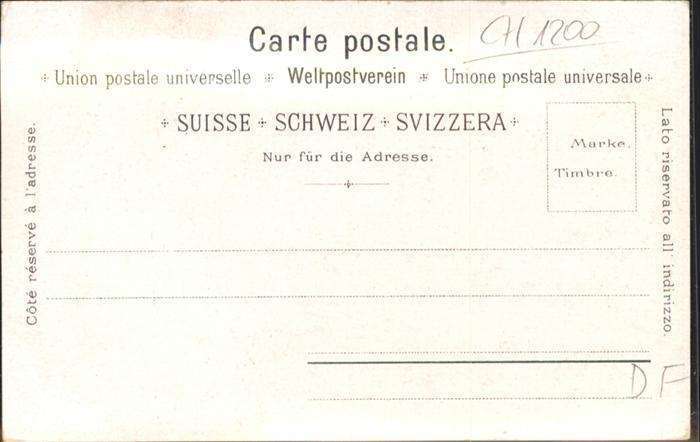 Carte postale.
CH 1200
Union postale universelle * Weltpostverein * Unione postale universale
SUISSE + SCHWEIZ + SVIZZERA
Nur für die Adresse.
Marke.
Timbre.
Côté réservé à l'adresse.
Lato riservato all' indirizzo.
DF